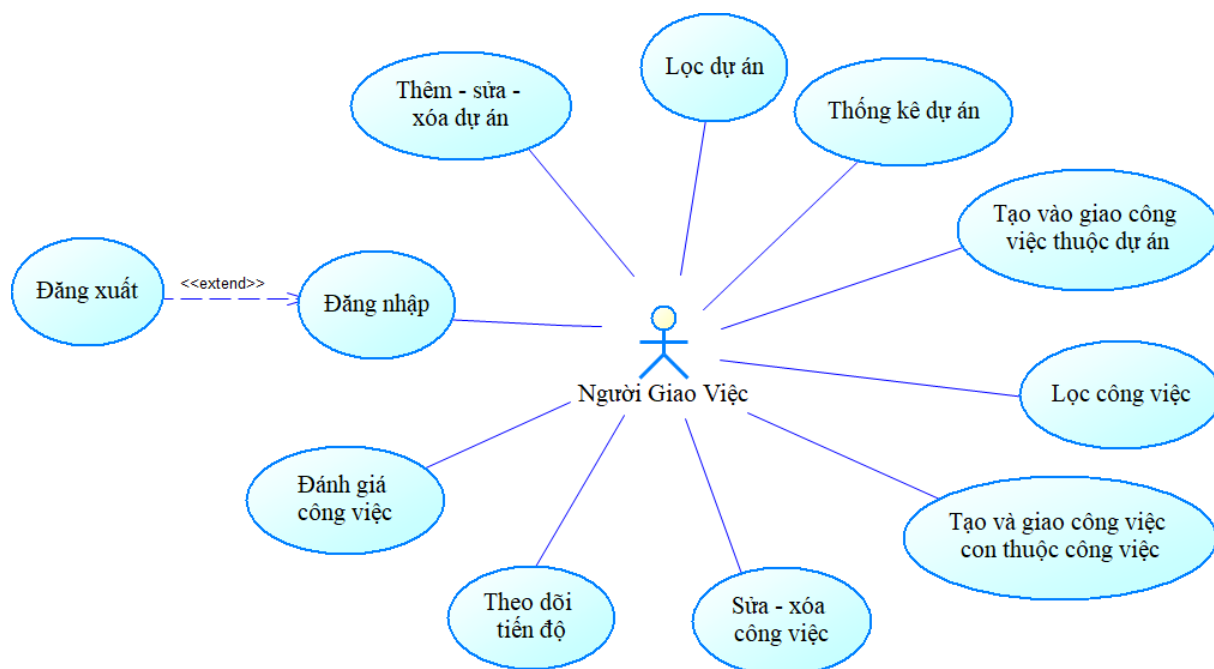 Lọc dự án
Thêm - sửa -
xóa dự án
Thống kê dự án
Tạo vào giao công
việc thuộc dự án
Đăng xuất
<<extend>>
Đăng nhập
Người Giao Việc
Lọc công việc
Đánh giá
công việc
Tạo và giao công việc
con thuộc công việc
Theo dõi
tiến độ
Sửa - xóa
công việc